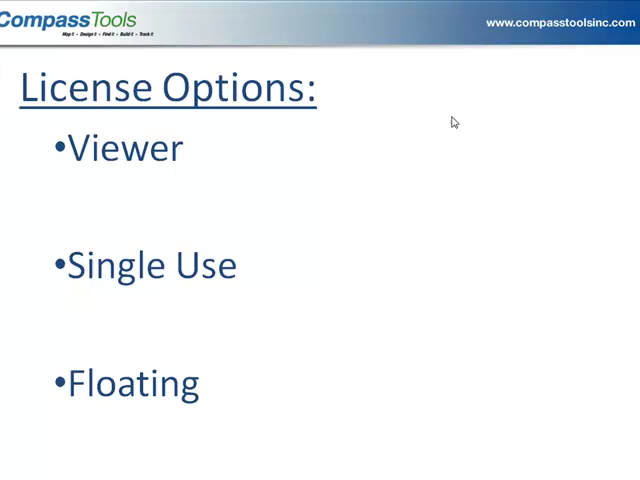 CompassTools
Map it • Design it • Find it • Build it • Track it
www.compasstoolsinc.com
License Options:
•Viewer
•Single Use
•Floating